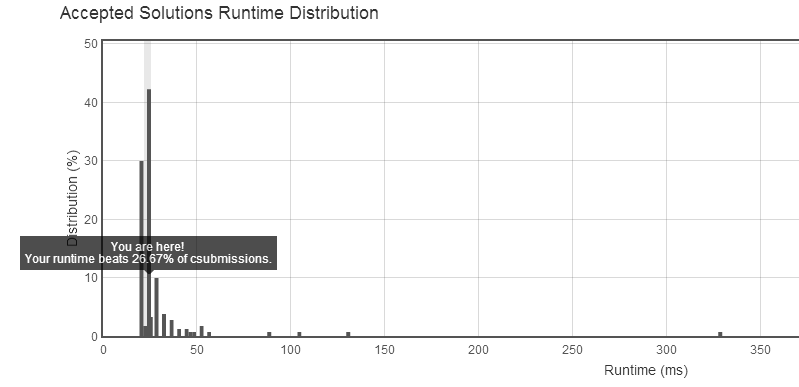 Accepted Solutions Runtime Distribution
50
40
30
20
10
0
Distribution (%)
You are here!
Your runtime beats 26.67% of csubmissions.
0 50 100 150 200 250 300 350
Runtime (ms)